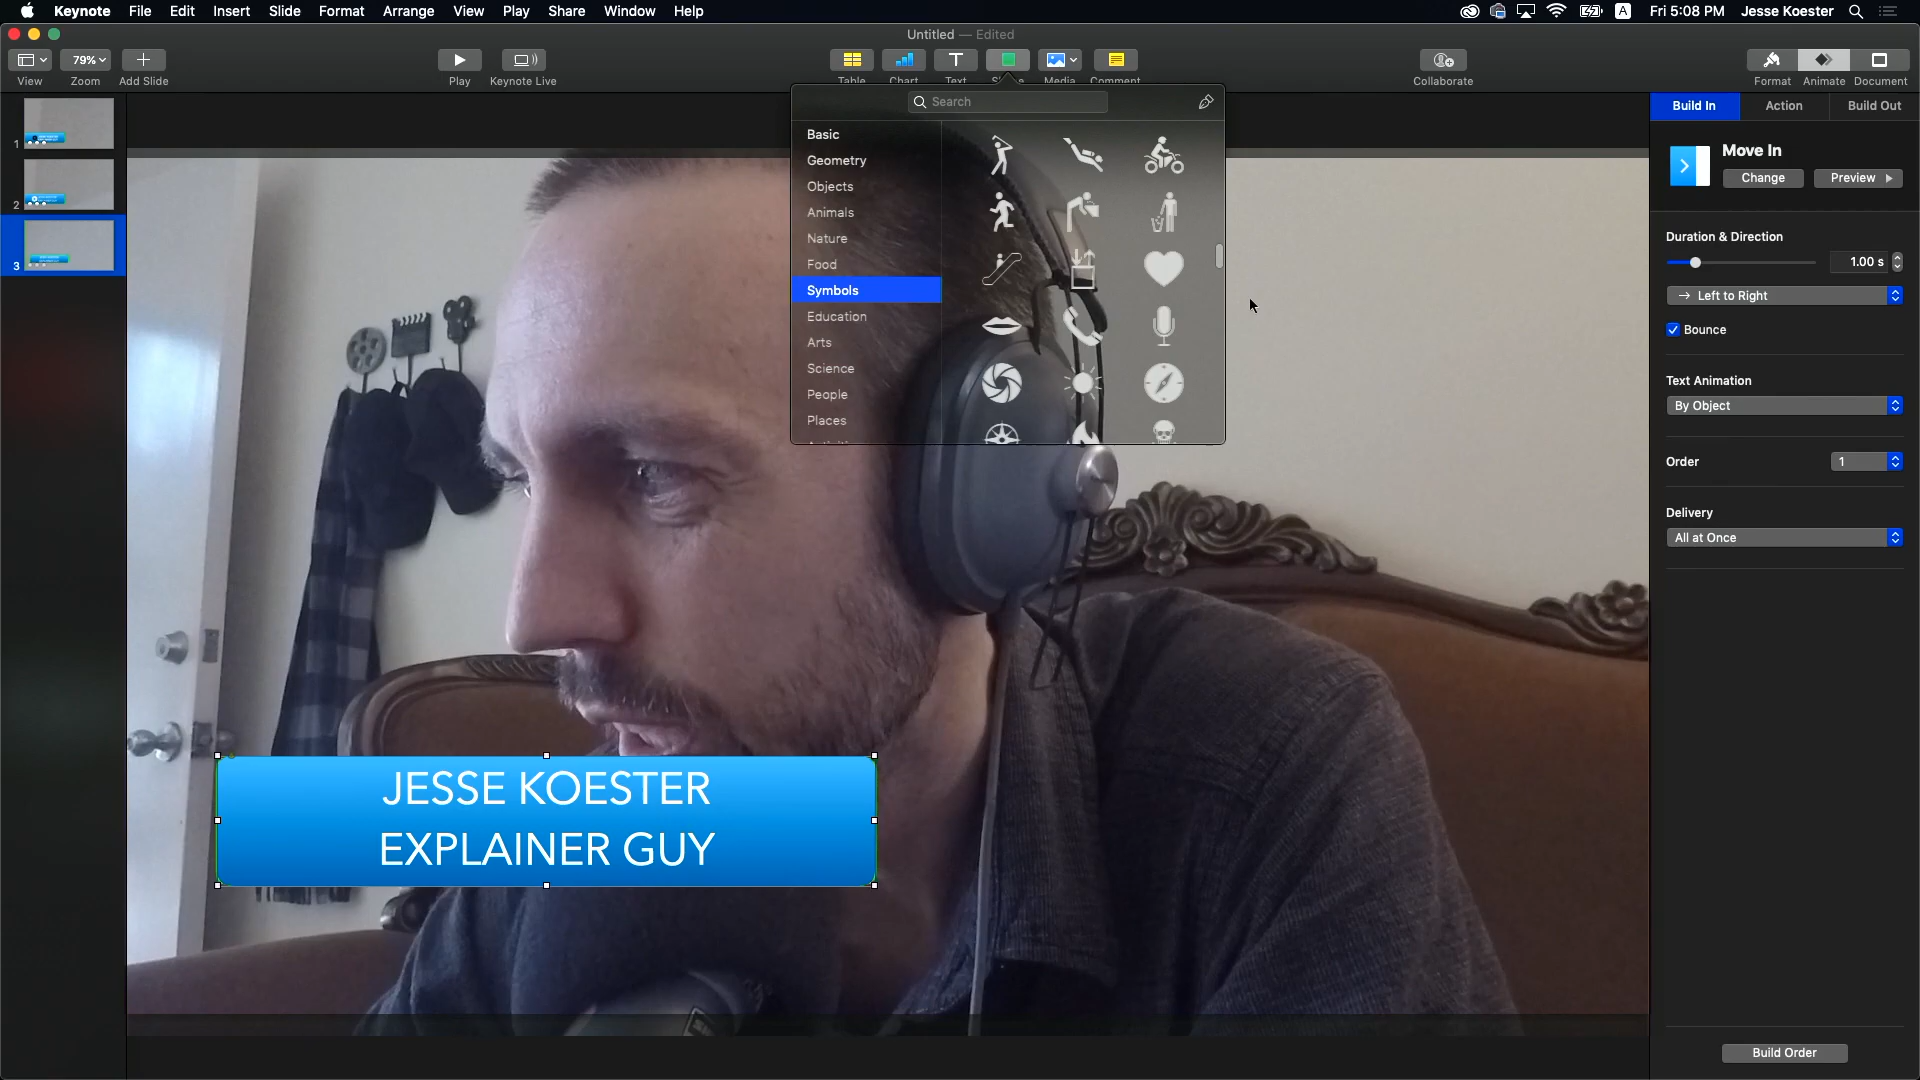 Keynote File Edit Insert Slide Format Arrange View Play Share Window Help A Fri 5:08 PM Jesse Koester
Untitled — Edited
79%
View Zoom Add Slide Play Keynote Live Table Chart Text Media Comment Collaborate Format Animate Document
Search
Basic
Geometry
Objects
Animals
Nature
Food
Symbols
Education
Arts
Science
People
Places
1
2
3
JESSE KOESTER
EXPLAINER GUY
Build In Action Build Out
Move In
Change Preview
Duration & Direction
1.00 s
→ Left to Right
Bounce
Text Animation
By Object
Order 1
Delivery
All at Once
Build Order